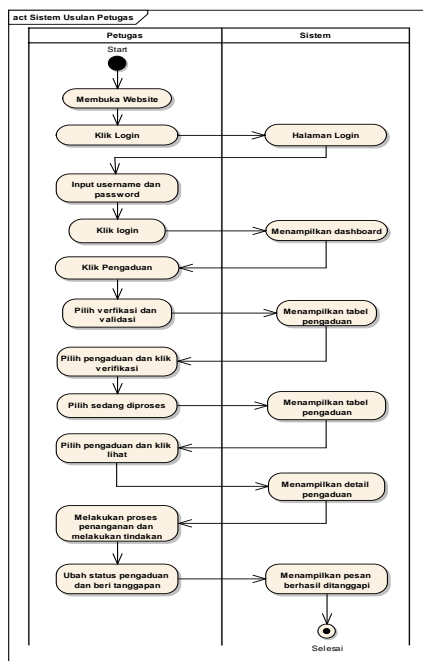 act Sistem Usulan Petugas
Petugas
Sistem
Start
Membuka Website
Klik Login
Halaman Login
Input username dan
password
Klik login
Menampilkan dashboard
Klik Pengaduan
Pilih verfikasi dan
validasi
Menampilkan tabel
pengaduan
Pilih pengaduan dan klik
verifikasi
Pilih sedang diproses
Menampilkan tabel
pengaduan
Pilih pengaduan dan klik
lihat
Menampilkan detail
pengaduan
Melakukan proses
penanganan dan
melakukan tindakan
Ubah status pengaduan
dan beri tanggapan
Menampilkan pesan
berhasil ditanggapi
Selesai